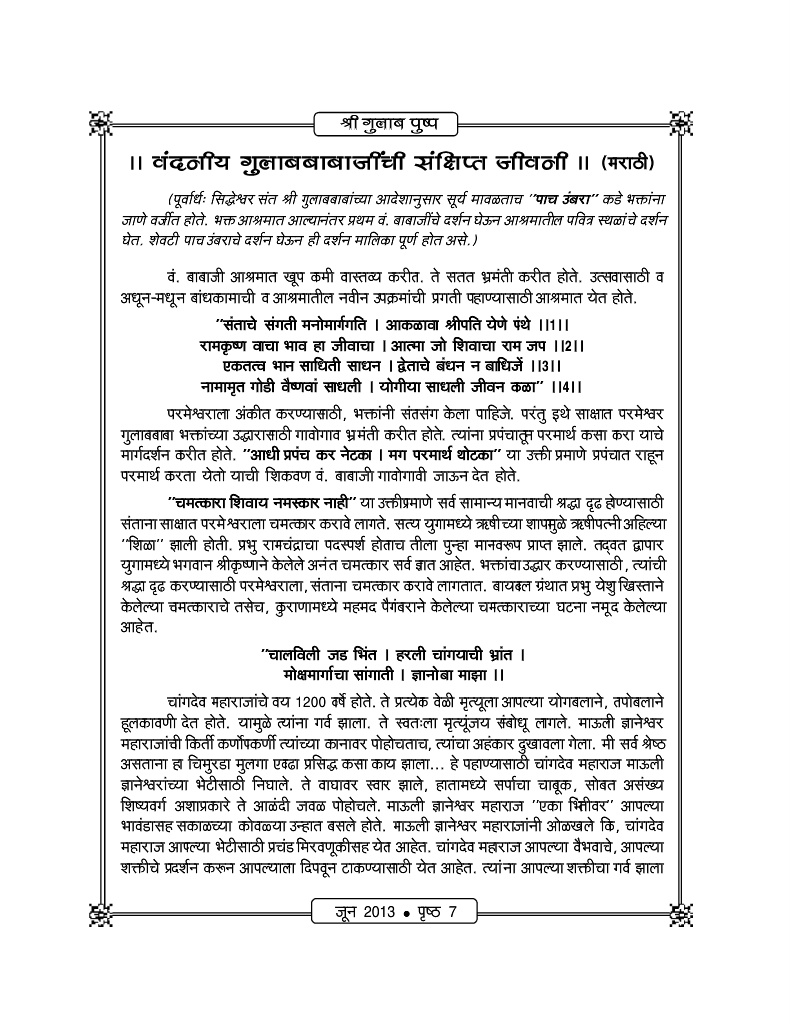 श्री गुलाब पुष्प
।। वंदनीय गुलाबबाबाजींची संक्षिप्त जीवनी ।। (मराठी)
(पूर्वार्धः सिद्धेश्वर संत श्री गुलाबबाबांच्या आदेशानुसार सूर्य मावळताच "पाच उंबरा" कडे भक्तांना
जाणे वर्जीत होते. भक्त आश्रमात आल्यानंतर प्रथम वं. बाबाजींचे दर्शन घेऊन आश्रमातील पवित्र स्थळांचे दर्शन
घेत. शेवटी पाच उंबराचे दर्शन घेऊन ही दर्शन मालिका पूर्ण होत असे.)
वं. बाबाजी आश्रमात खूप कमी वास्तव्य करीत. ते सतत भ्रमंती करीत होते. उत्सवासाठी व
अधून-मधून बांधकामाची व आश्रमातील नवीन उपक्रमांची प्रगती पहाण्यासाठी आश्रमात येत होते.
"संताचे संगती मनोमार्गगति । आकळावा श्रीपति येणे पंथे ।।1।।
रामकृष्ण वाचा भाव हा जीवाचा । आत्मा जो शिवाचा राम जप ।।2।।
एकतत्व भान साधिती साधन । द्वेताचे बंधन न बाधिजें ।।3।।
नामामृत गोडी वैष्णवां साधली । योगीया साधली जीवन कळा" ।।4।।
परमेश्वराला अंकीत करण्यासाठी, भक्तांनी संतसंग केला पाहिजे. परंतु इथे साक्षात परमेश्वर
गुलाबबाबा भक्तांच्या उद्धारासाठी गावोगाव भ्रमंती करीत होते. त्यांना प्रपंचातून परमार्थ कसा करा याचे
मार्गदर्शन करीत होते. "आधी प्रपंच कर नेटका । मग परमार्थ थोटका" या उक्ती प्रमाणे प्रपंचात राहून
परमार्थ करता येतो याची शिकवण वं. बाबाजी गावोगावी जाऊन देत होते.
"चमत्कारा शिवाय नमस्कार नाही" या उक्तीप्रमाणे सर्व सामान्य मानवाची श्रद्धा दृढ होण्यासाठी
संताना साक्षात परमेश्वराला चमत्कार करावे लागते. सत्य युगामध्ये ऋषीच्या शापामुळे ऋषीपत्नी अहिल्या
"शिळा" झाली होती. प्रभु रामचंद्राचा पदस्पर्श होताच तीला पुन्हा मानवरूप प्राप्त झाले. तद्वत द्वापार
युगामध्ये भगवान श्रीकृष्णाने केलेले अनंत चमत्कार सर्व ज्ञात आहेत. भक्तांचा उद्धार करण्यासाठी, त्यांची
श्रद्धा दृढ करण्यासाठी परमेश्वराला, संताना चमत्कार करावे लागतात. बायबल ग्रंथात प्रभु येशु खिस्ताने
केलेल्या चमत्काराचे तसेच, कुराणामध्ये महमद पैगंबराने केलेल्या चमत्काराच्या घटना नमूद केलेल्या
आहेत.
"चालविली जड भिंत । हरली चांगयाची भ्रांत ।
मोक्षमार्गाचा सांगाती । ज्ञानोबा माझा ।।
चांगदेव महाराजांचे वय 1200 वर्षे होते. ते प्रत्येक वेळी मृत्यूला आपल्या योगबलाने, तपोबलाने
हूलकावणी देत होते. यामुळे त्यांना गर्व झाला. ते स्वतःला मृत्यूंजय संबोधू लागले. माऊली ज्ञानेश्वर
महाराजांची किर्ती कर्णोपकर्णी त्यांच्या कानावर पोहोचताच, त्यांचा अहंकार दुखावला गेला. मी सर्व श्रेष्ठ
असताना हा चिमुरडा मुलगा एवढा प्रसिद्ध कसा काय झाला... हे पहाण्यासाठी चांगदेव महाराज माऊली
ज्ञानेश्वरांच्या भेटीसाठी निघाले. ते वाघावर स्वार झाले, हातामध्ये सर्पाचा चाबूक, सोबत असंख्य
शिष्यवर्ग अशाप्रकारे ते आळंदी जवळ पोहोचले. माऊली ज्ञानेश्वर महाराज "एका भिंतीवर" आपल्या
भावंडासह सकाळच्या कोवळ्या उन्हात बसले होते. माऊली ज्ञानेश्वर महाराजांनी ओळखले कि, चांगदेव
महाराज आपल्या भेटीसाठी प्रचंड मिरवणूकीसह येत आहेत. चांगदेव महाराज आपल्या वैभवाचे, आपल्या
शक्तीचे प्रदर्शन करून आपल्याला दिपवून टाकण्यासाठी येत आहेत. त्यांना आपल्या शक्तीचा गर्व झाला
जून 2013 ● पृष्ठ 7